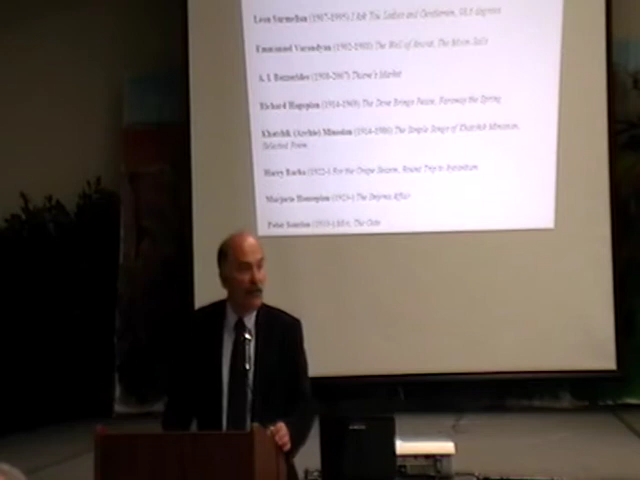 Leon Surmelian (1907-1995) I Ask You Ladies and Gentlemen, 98.6 degrees
Emmanuel Varandyan (1902-1988) The Well of Ararat, The Moon Sails
A. I. Bezzerides (1908-2007) Thieve's Market
Richard Hagopian (1914-1969) The Dove Brings Peace, Faraway the Spring
Khatchik (Archie) Minasian (1914-1986) The Simple Songs of Khatchik Minasian,
Selected Poems
Harry Barba (1922-) For the Grape Season, Round Trip to Byzantium
Marjorie Housepian (1923-) The Affair
Peter Sourian (1933-) Miri, The Gate